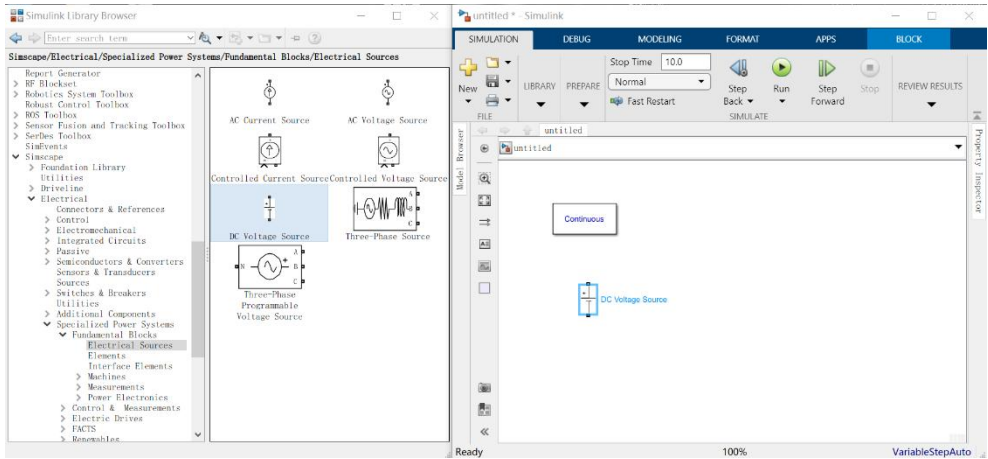 Simulink Library Browser
Enter search term
Simscape/Electrical/Specialized Power Systems/Fundamental Blocks/Electrical Sources
Report Generator
RF Blockset
Robotics System Toolbox
Robust Control Toolbox
ROS Toolbox
Sensor Fusion and Tracking Toolbox
SerDes Toolbox
SimEvents
Simscape
Foundation Library
Utilities
Driveline
Electrical
Connectors & References
Control
Electromechanical
Integrated Circuits
Passive
Semiconductors & Converters
Sensors & Transducers
Sources
Switches & Breakers
Utilities
Additional Components
Specialized Power Systems
Fundamental Blocks
Electrical Sources
Elements
Interface Elements
Machines
Measurements
Power Electronics
Control & Measurements
Electric Drives
FACTS
Renewables
AC Current Source
AC Voltage Source
Controlled Current Source
Controlled Voltage Source
DC Voltage Source
A
B
C
Three-Phase Source
N
A
B
C
Three-Phase
Programmable
Voltage Source
untitled * - Simulink
SIMULATION DEBUG MODELING FORMAT APPS BLOCK
New
FILE
LIBRARY
PREPARE
Stop Time 10.0
Normal
Fast Restart
Step
Back
Run
Step
Forward
Stop
SIMULATE
REVIEW RESULTS
Model Browser
untitled
untitled
Continuous
DC Voltage Source
Property Inspector
Ready
100%
VariableStepAuto